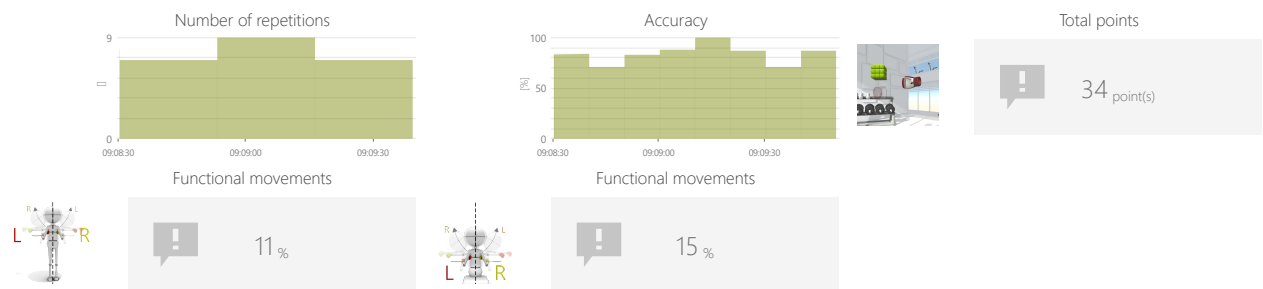 Number of repetitions
9
[]
0
09:08:30 09:09:00 09:09:30
Accuracy
100
50
[%]
0
09:08:30 09:09:00 09:09:30
Total points
34 point(s)
Functional movements
R L
L R
11 %
Functional movements
R L
L R
15 %